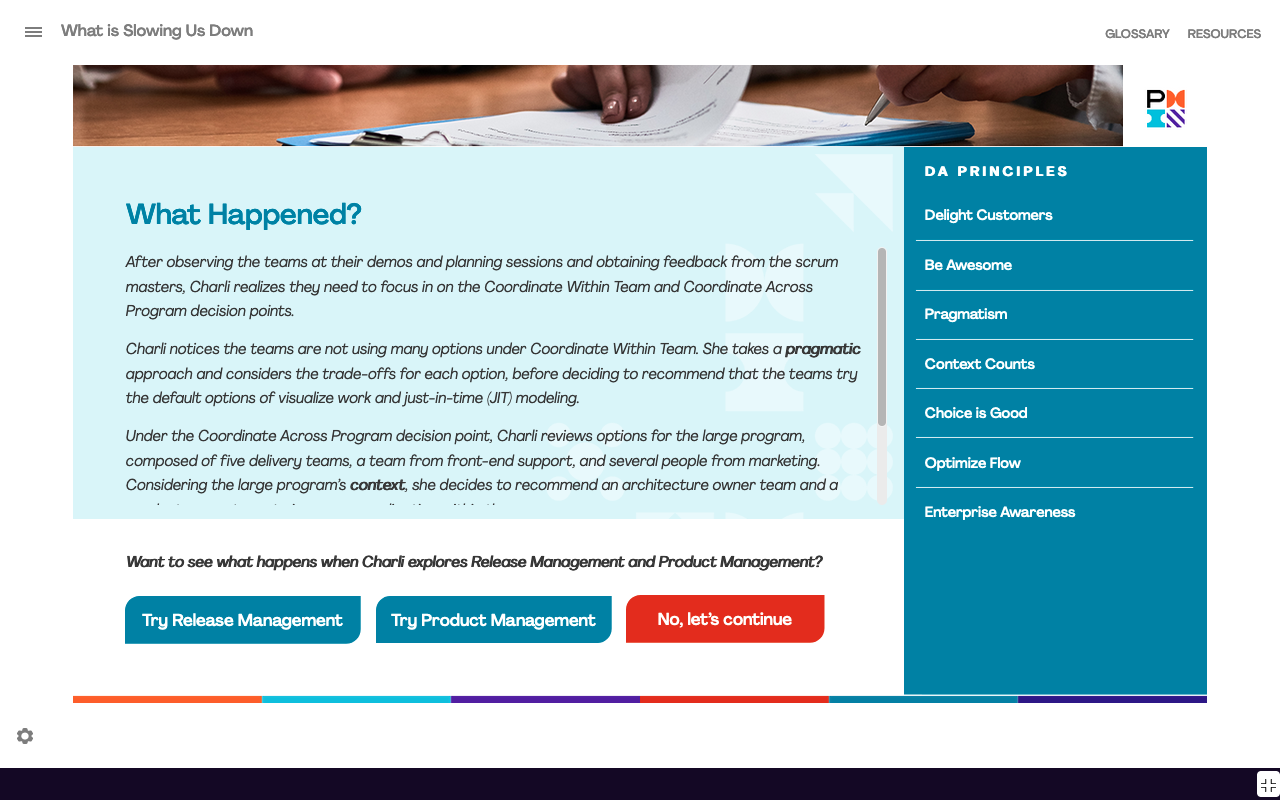 What is Slowing Us Down
GLOSSARY RESOURCES
PMI
DA PRINCIPLES
What Happened?
After observing the teams at their demos and planning sessions and obtaining feedback from the scrum
masters, Charli realizes they need to focus in on the Coordinate Within Team and Coordinate Across
Program decision points.
Charli notices the teams are not using many options under Coordinate Within Team. She takes a pragmatic
approach and considers the trade-offs for each option, before deciding to recommend that the teams try
the default options of visualize work and just-in-time (JIT) modeling.
Under the Coordinate Across Program decision point, Charli reviews options for the large program,
composed of five delivery teams, a team from front-end support, and several people from marketing.
Considering the large program's context, she decides to recommend an architecture owner team and a
Delight Customers
Be Awesome
Pragmatism
Context Counts
Choice is Good
Optimize Flow
Enterprise Awareness
Want to see what happens when Charli explores Release Management and Product Management?
Try Release Management
Try Product Management
No, let's continue